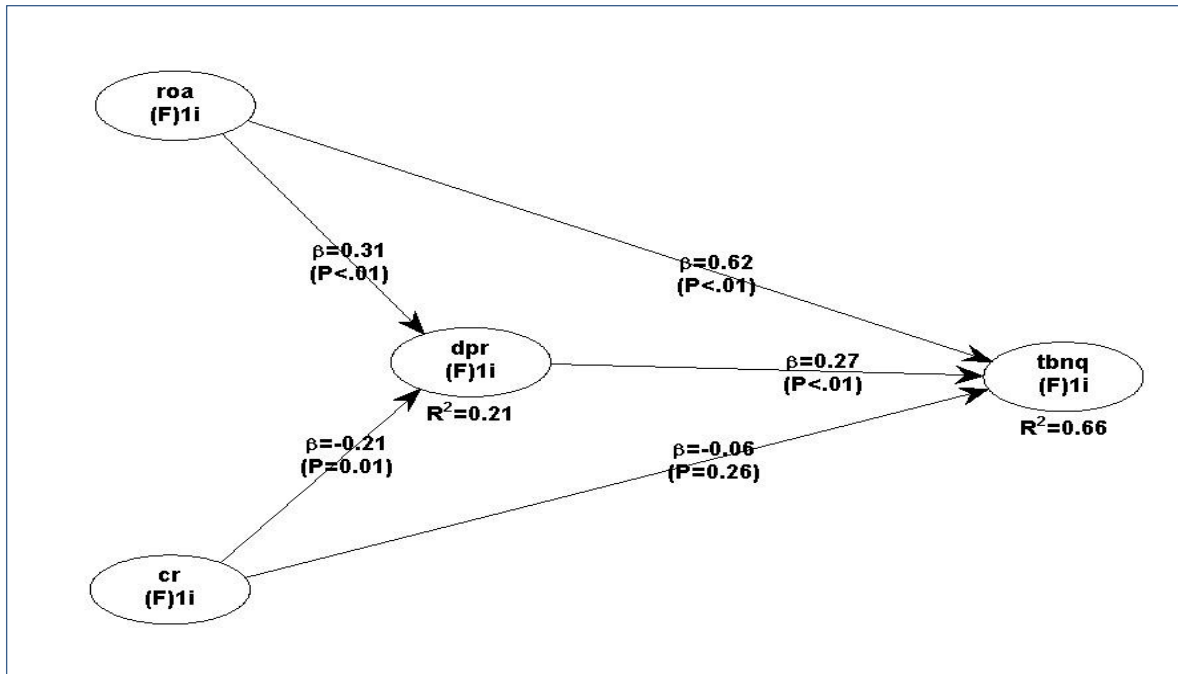 roa
(F)1i
β=0.31
(P<.01)
β=0.62
(P<.01)
dpr
(F)1i
R²=0.21
β=0.27
(P<.01)
tbnq
(F)1i
R²=0.66
β=-0.21
(P=0.01)
β=-0.06
(P=0.26)
cr
(F)1i